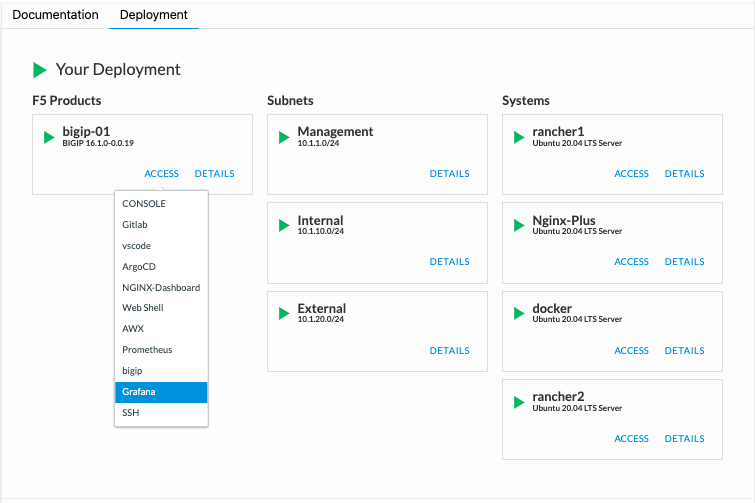 Documentation
Deployment
Your Deployment
F5 Products
bigip-01
BIGIP 16.1.0-0.0.19
ACCESS
DETAILS
CONSOLE
Gitlab
vscode
ArgoCD
NGINX-Dashboard
Web Shell
AWX
Prometheus
bigip
Grafana
SSH
Subnets
Management
10.1.1.0/24
DETAILS
Internal
10.1.10.0/24
DETAILS
External
10.1.20.0/24
DETAILS
Systems
rancher1
Ubuntu 20.04 LTS Server
ACCESS
DETAILS
Nginx-Plus
Ubuntu 20.04 LTS Server
ACCESS
DETAILS
docker
Ubuntu 20.04 LTS Server
ACCESS
DETAILS
rancher2
Ubuntu 20.04 LTS Server
ACCESS
DETAILS